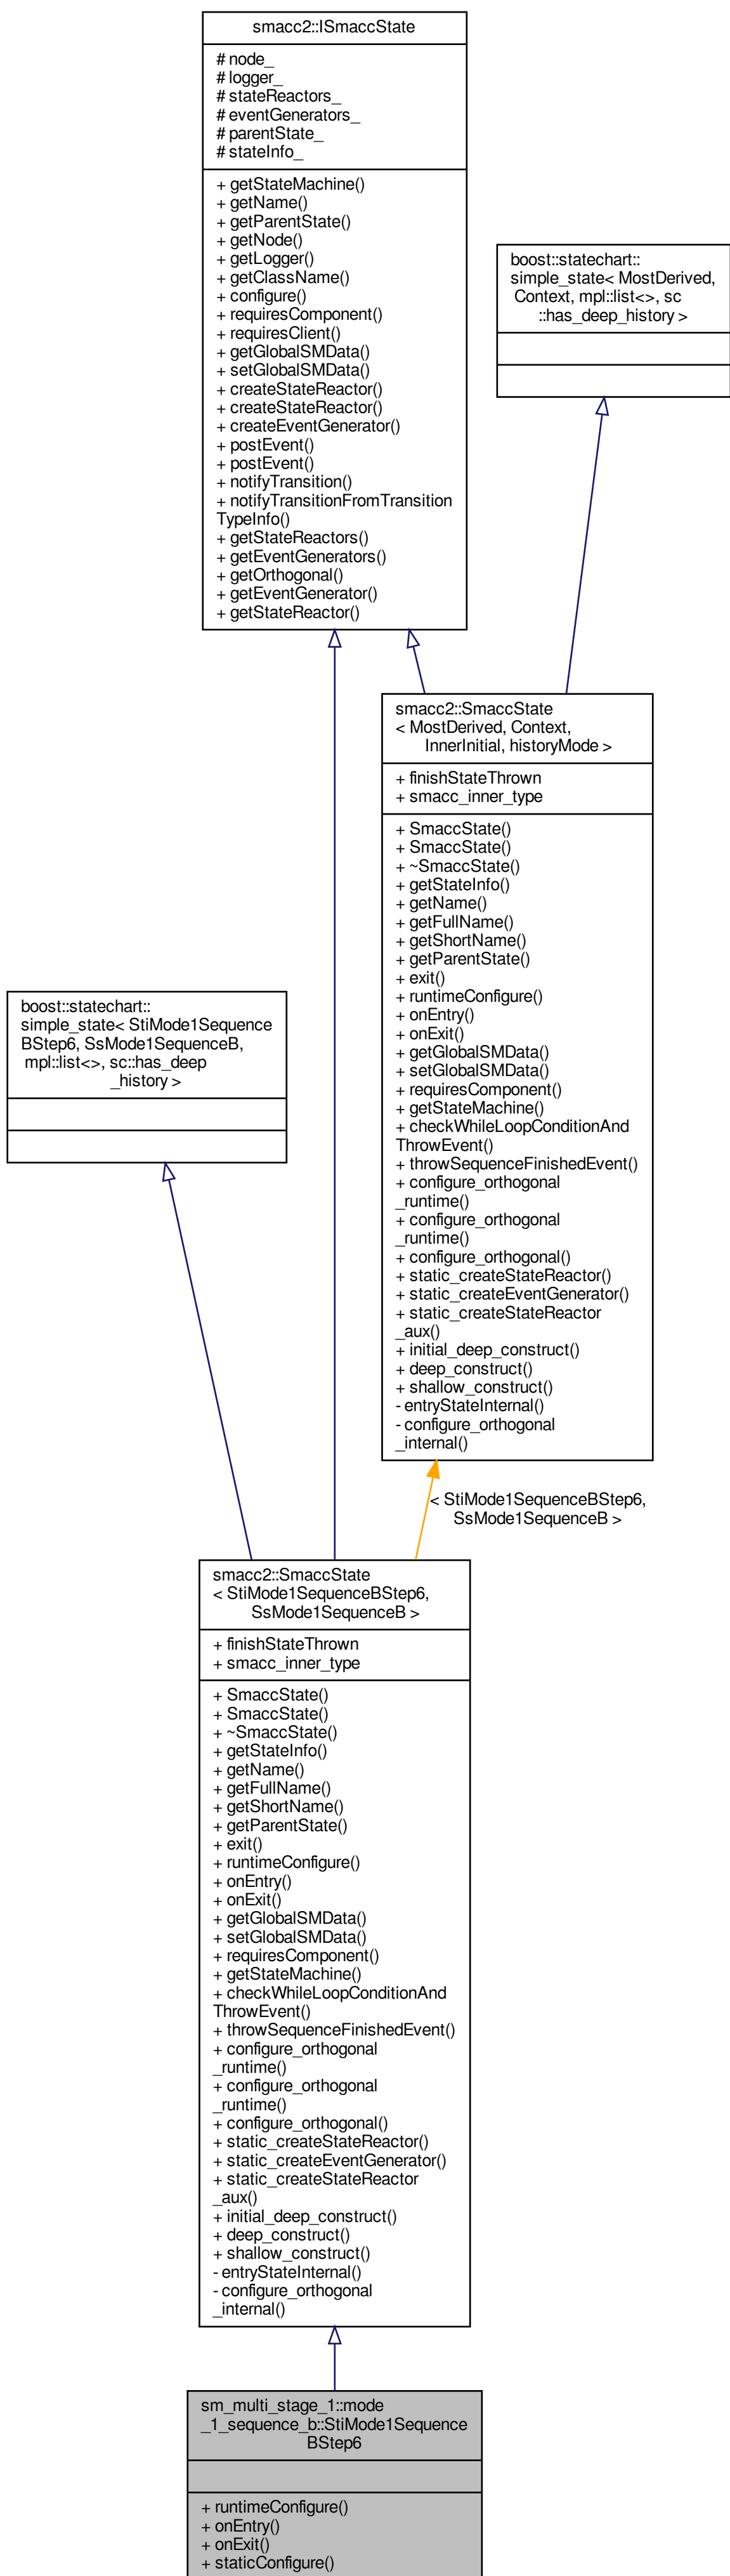 smacc2::ISmaccState
# node_
# logger_
# stateReactors_
# eventGenerators_
# parentState_
# stateInfo_
+ getStateMachine()
+ getName()
+ getParentState()
+ getNode()
+ getLogger()
+ getClassName()
+ configure()
+ requiresComponent()
+ requiresClient()
+ getGlobalSMData()
+ setGlobalSMData()
+ createStateReactor()
+ createStateReactor()
+ createEventGenerator()
+ postEvent()
+ postEvent()
+ notifyTransition()
+ notifyTransitionFromTransition
TypeInfo()
+ getStateReactors()
+ getEventGenerators()
+ getOrthogonal()
+ getEventGenerator()
+ getStateReactor()
boost::statechart::
simple_state< MostDerived,
Context, mpl::list<>, sc
::has_deep_history >
smacc2::SmaccState
< MostDerived, Context,
InnerInitial, historyMode >
+ finishStateThrown
+ smacc_inner_type
+ SmaccState()
+ SmaccState()
+ ~SmaccState()
+ getStateInfo()
+ getName()
+ getFullName()
+ getShortName()
+ getParentState()
+ exit()
+ runtimeConfigure()
+ onEntry()
+ onExit()
+ getGlobalSMData()
+ setGlobalSMData()
+ requiresComponent()
+ getStateMachine()
+ checkWhileLoopConditionAnd
ThrowEvent()
+ throwSequenceFinishedEvent()
+ configure_orthogonal
_runtime()
+ configure_orthogonal
_runtime()
+ configure_orthogonal()
+ static_createStateReactor()
+ static_createEventGenerator()
+ static_createStateReactor
_aux()
+ initial_deep_construct()
+ deep_construct()
+ shallow_construct()
- entryStateInternal()
- configure_orthogonal
_internal()
boost::statechart::
simple_state< StiMode1Sequence
BStep6, SsMode1SequenceB,
mpl::list<>, sc::has_deep
_history >
< StiMode1SequenceBStep6,
SsMode1SequenceB >
smacc2::SmaccState
< StiMode1SequenceBStep6,
SsMode1SequenceB >
+ finishStateThrown
+ smacc_inner_type
+ SmaccState()
+ SmaccState()
+ ~SmaccState()
+ getStateInfo()
+ getName()
+ getFullName()
+ getShortName()
+ getParentState()
+ exit()
+ runtimeConfigure()
+ onEntry()
+ onExit()
+ getGlobalSMData()
+ setGlobalSMData()
+ requiresComponent()
+ getStateMachine()
+ checkWhileLoopConditionAnd
ThrowEvent()
+ throwSequenceFinishedEvent()
+ configure_orthogonal
_runtime()
+ configure_orthogonal
_runtime()
+ configure_orthogonal()
+ static_createStateReactor()
+ static_createEventGenerator()
+ static_createStateReactor
_aux()
+ initial_deep_construct()
+ deep_construct()
+ shallow_construct()
- entryStateInternal()
- configure_orthogonal
_internal()
sm_multi_stage_1::mode
_1_sequence_b::StiMode1Sequence
BStep6
+ runtimeConfigure()
+ onEntry()
+ onExit()
+ staticConfigure()